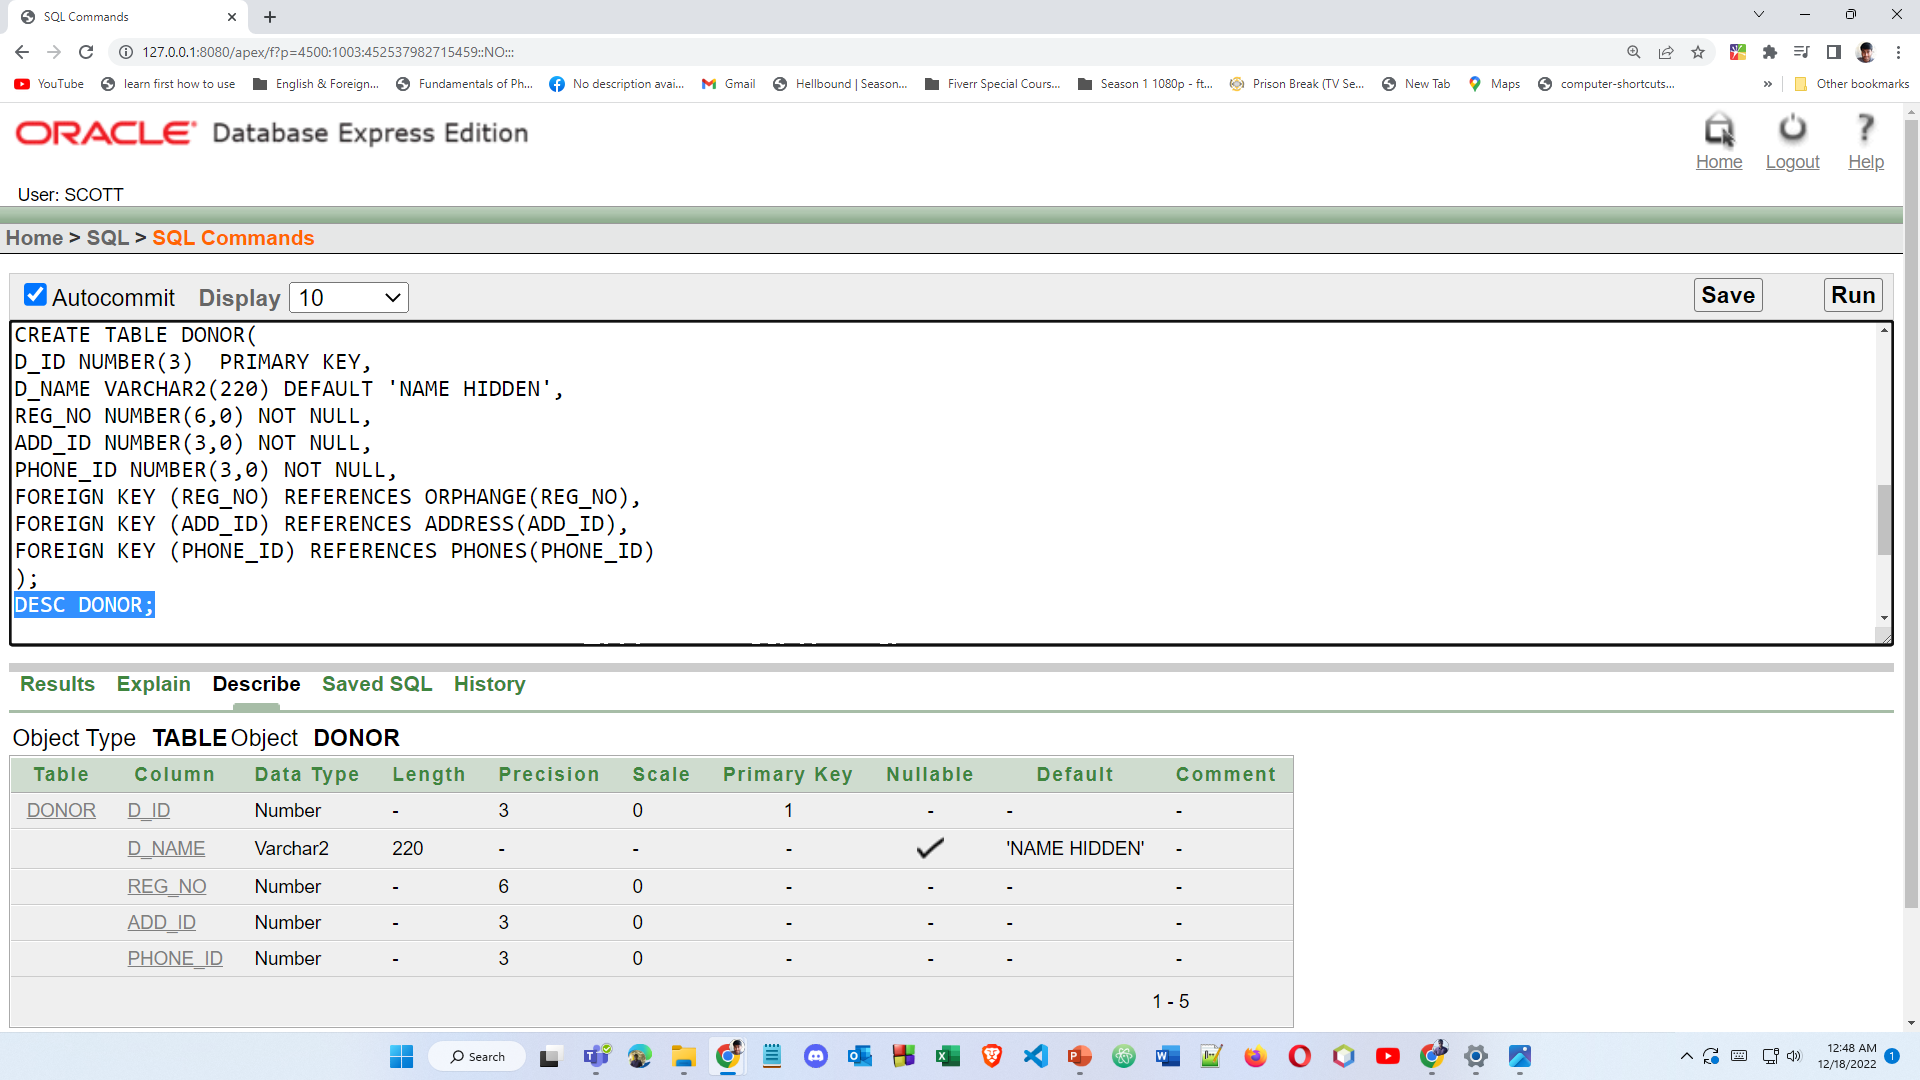 SQL Commands
127.0.0.1:8080/apex/f?p=4500:1003:452537982715459::NO:::
YouTube learn first how to use English & Foreign... Fundamentals of Ph... No description avai... Gmail Hellbound | Season... Fiverr Special Cours... Season 1 1080p - ft... Prison Break (TV Se... New Tab Maps computer-shortcuts... » Other bookmarks
ORACLE Database Express Edition
Home Logout Help
User: SCOTT
Home > SQL > SQL Commands
Autocommit Display 10 Save Run
CREATE TABLE DONOR(
D_ID NUMBER(3)  PRIMARY KEY,
D_NAME VARCHAR2(220) DEFAULT 'NAME HIDDEN',
REG_NO NUMBER(6,0) NOT NULL,
ADD_ID NUMBER(3,0) NOT NULL,
PHONE_ID NUMBER(3,0) NOT NULL,
FOREIGN KEY (REG_NO) REFERENCES ORPHANGE(REG_NO),
FOREIGN KEY (ADD_ID) REFERENCES ADDRESS(ADD_ID),
FOREIGN KEY (PHONE_ID) REFERENCES PHONES(PHONE_ID)
);
DESC DONOR;
Results Explain Describe Saved SQL History
Object Type TABLE Object DONOR
Table Column Data Type Length Precision Scale Primary Key Nullable Default Comment
DONOR D_ID Number - 3 0 1 - - -
D_NAME Varchar2 220 - - - ✓ 'NAME HIDDEN' -
REG_NO Number - 6 0 - - - -
ADD_ID Number - 3 0 - - - -
PHONE_ID Number - 3 0 - - - -
1 - 5
Search
12:48 AM
12/18/2022
1